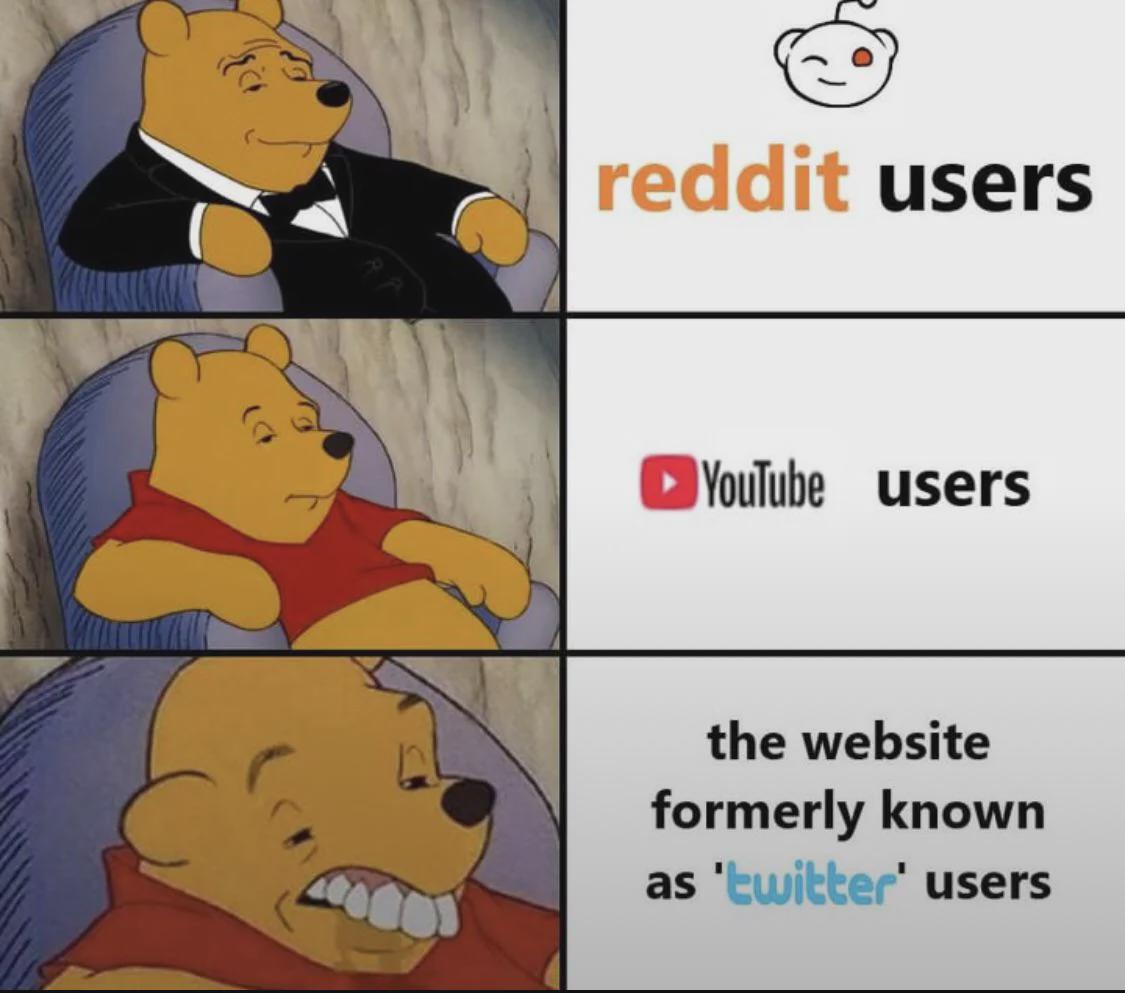 reddit users
YouTube users
the website
formerly known
as 'twitter' users